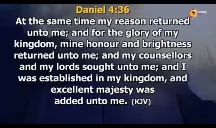 Daniel 4:36
At the same time my reason returned
unto me; and for the glory of my
kingdom, mine honour and brightness
returned unto me; and my counsellors
and my lords sought unto me; and I
was established in my kingdom, and
excellent majesty was
added unto me. (KJV)